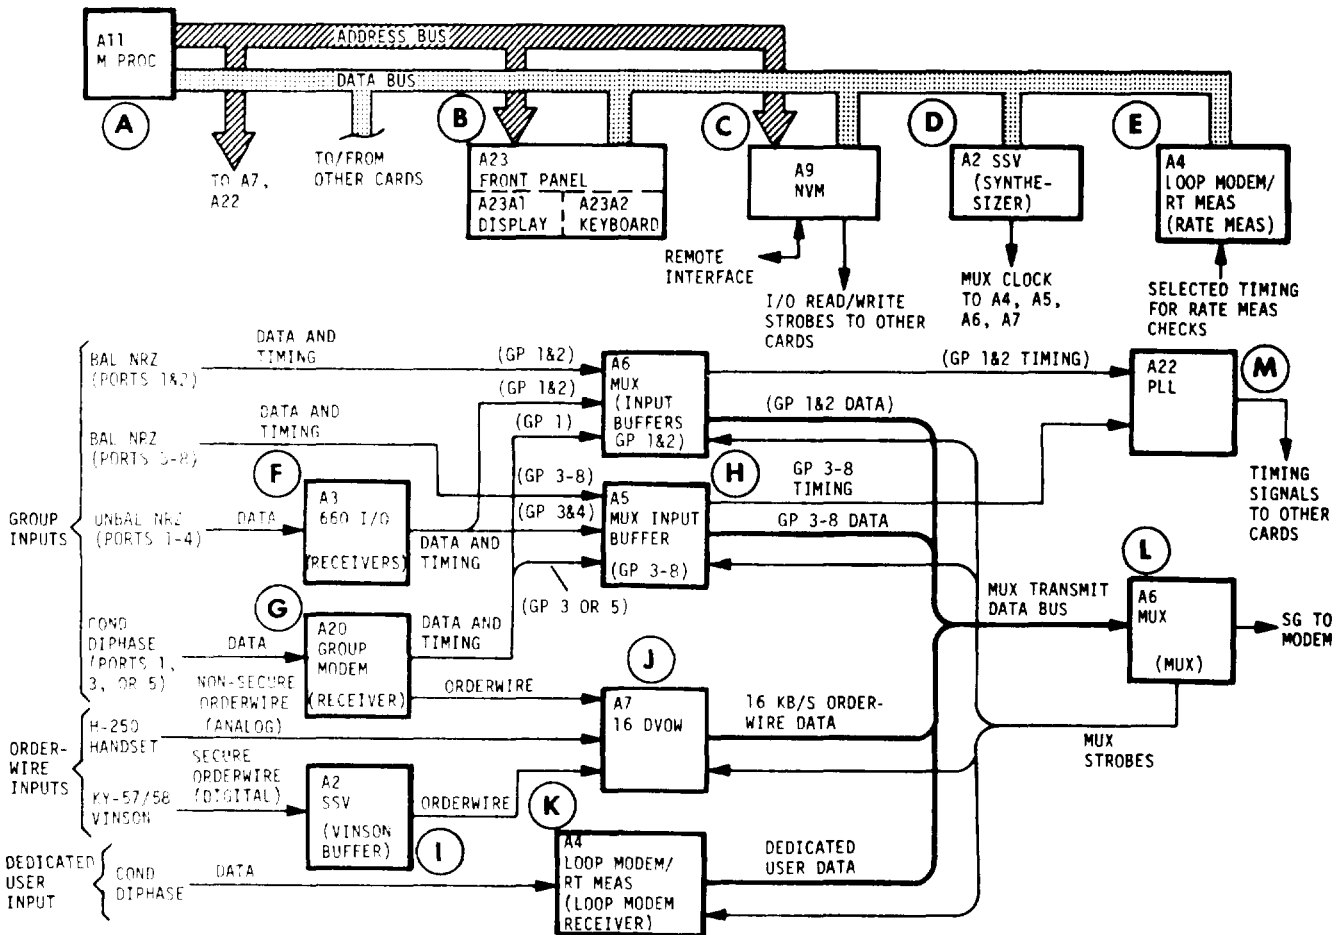 A11
M PROC
ADDRESS BUS
DATA BUS
A
TO A7,
A22
TO/FROM
OTHER CARDS
B
A23
FRONT PANEL
A23A1
DISPLAY
A23A2
KEYBOARD
C
A9
NVM
REMOTE
INTERFACE
I/O READ/WRITE
STROBES TO OTHER
CARDS
D
A2 SSV
(SYNTHE-
SIZER)
MUX CLOCK
TO A4, A5,
A6, A7
E
A4
LOOP MODEM/
RT MEAS
(RATE MEAS)
SELECTED TIMING
FOR RATE MEAS
CHECKS
GROUP
INPUTS
BAL NRZ
(PORTS 1&2)
DATA AND
TIMING
(GP 1&2)
BAL NRZ
(PORTS 3-8)
DATA AND
TIMING
(GP 3-8)
UNBAL NRZ
(PORTS 1-4)
DATA
F
A3
660 I/O
(RECEIVERS)
DATA AND
TIMING
(GP 1&2)
(GP 3&4)
COND
DIPHASE
(PORTS 1,
3, OR 5)
DATA
G
A20
GROUP
MODEM
(RECEIVER)
DATA AND
TIMING
(GP 1)
(GP 3 OR 5)
ORDERWIRE
A6
MUX
(INPUT
BUFFERS
GP 1&2)
(GP 1&2 TIMING)
(GP 1&2 DATA)
H
A5
MUX INPUT
BUFFER
(GP 3-8)
GP 3-8
TIMING
GP 3-8 DATA
A22
PLL
M
TIMING
SIGNALS
TO OTHER
CARDS
ORDER-
WIRE
INPUTS
H-250
HANDSET
NON-SECURE
ORDERWIRE
(ANALOG)
KY-57/58
VINSON
SECURE
ORDERWIRE
(DIGITAL)
A2
SSV
(VINSON
BUFFER)
I
ORDERWIRE
J
A7
16 DVOW
16 KB/S ORDER-
WIRE DATA
DEDICATED
USER
INPUT
COND
DIPHASE
DATA
K
A4
LOOP MODEM/
RT MEAS
(LOOP MODEM
RECEIVER)
DEDICATED
USER DATA
MUX TRANSMIT
DATA BUS
L
A6
MUX
(MUX)
SG TO
MODEM
MUX
STROBES